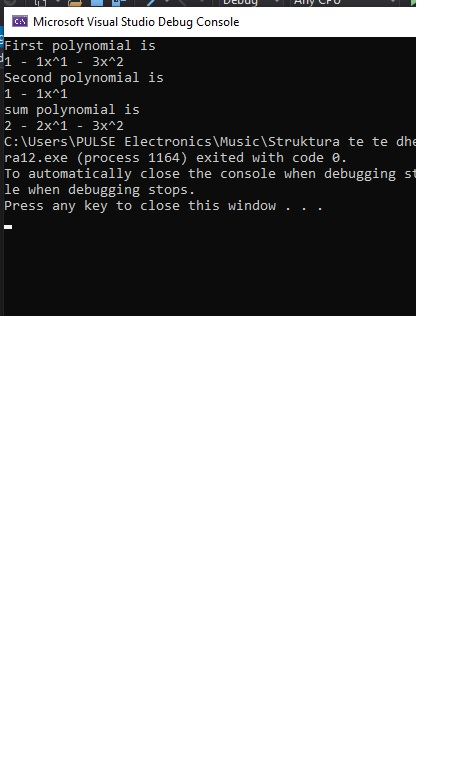 Debug
Any CPU
Microsoft Visual Studio Debug Console
First polynomial is
1 - 1x^1 - 3x^2
Second polynomial is
1 - 1x^1
sum polynomial is
2 - 2x^1 - 3x^2
C:\Users\PULSE Electronics\Music\Struktura te te dhe
ra12.exe (process 1164) exited with code 0.
To automatically close the console when debugging st
le when debugging stops.
Press any key to close this window . . .